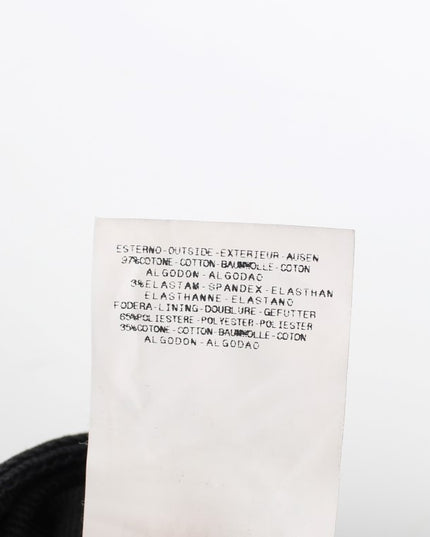 ESTERNO-OUTSIDE-EXTERIEUR-AUSEN
97%COTONE-COTTON-BAUMWOLLE-COTON
ALGODON-ALGODAO
3%ELASTAM-SPANDEX-ELASTHAN
ELASTHANNE-ELASTANO
FODERA-LINING-DOUBLURE-GEFUTTER
65%POLIESTERE-POLYESTER-POLIESTER
35%COTONE-COTTON-BAUMWOLLE-COTON
ALGODON-ALGODAO